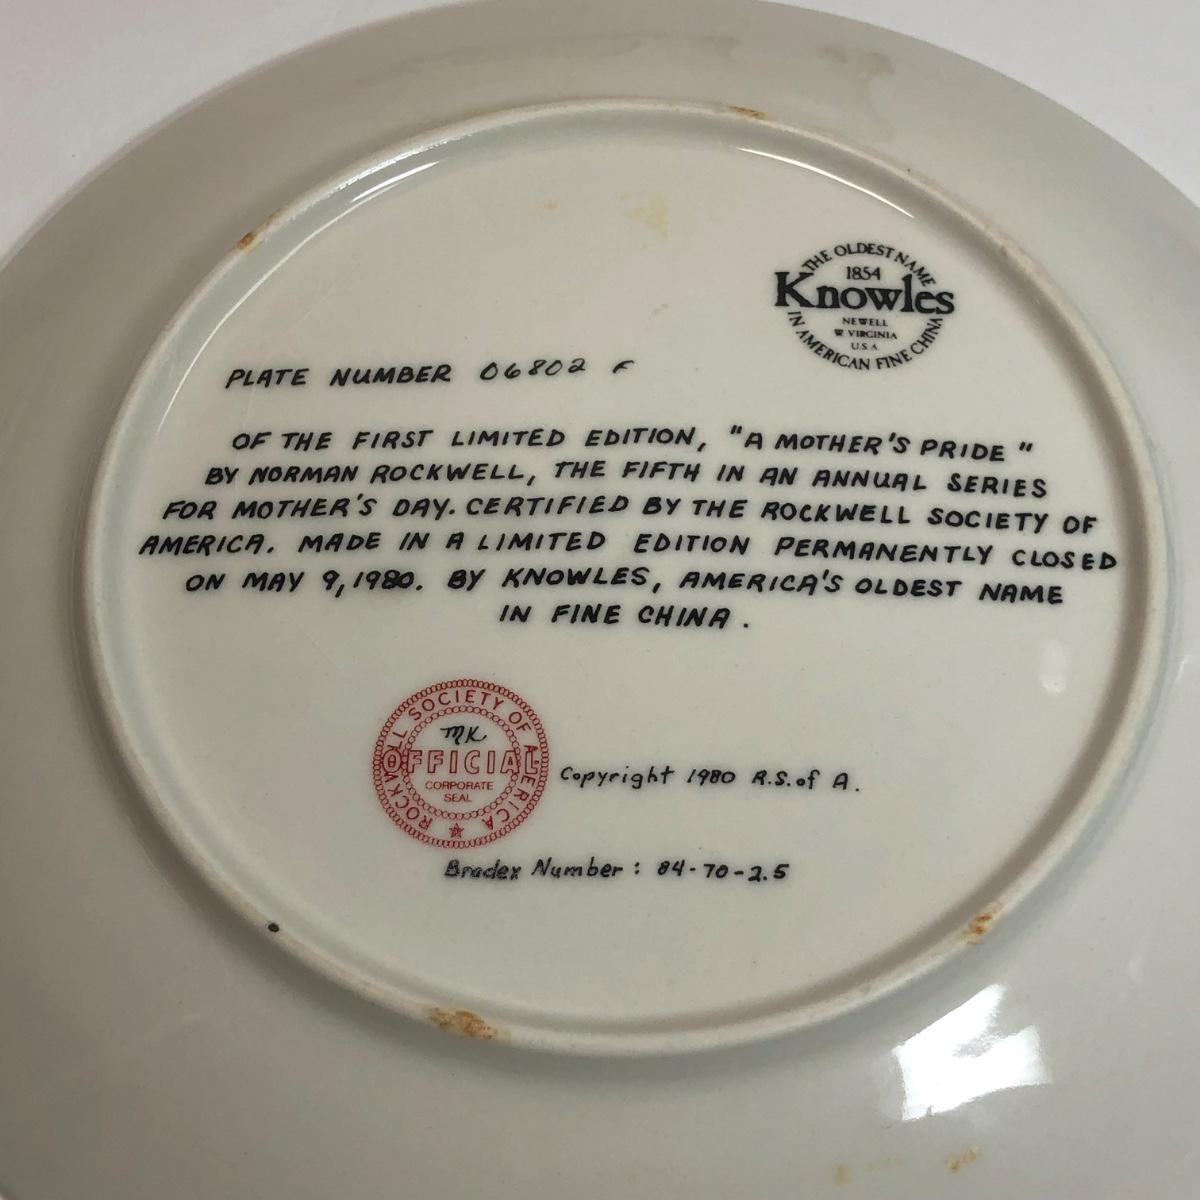 THE OLDEST NAME
1854
Knowles
NEWELL
W. VIRGINIA
U.S.A
IN AMERICAN FINE CHINA
PLATE NUMBER 06802 F
OF THE FIRST LIMITED EDITION, "A MOTHER'S PRIDE"
BY NORMAN ROCKWELL, THE FIFTH IN AN ANNUAL SERIES
FOR MOTHER'S DAY. CERTIFIED BY THE ROCKWELL SOCIETY OF
AMERICA. MADE IN A LIMITED EDITION PERMANENTLY CLOSED
ON MAY 9, 1980. BY KNOWLES, AMERICA'S OLDEST NAME
IN FINE CHINA.
ROCKWELL SOCIETY OF AMERICA
MK
OFFICIAL
CORPORATE
SEAL
Copyright 1980 R.S. of A.
Bradex Number: 84-70-2.5